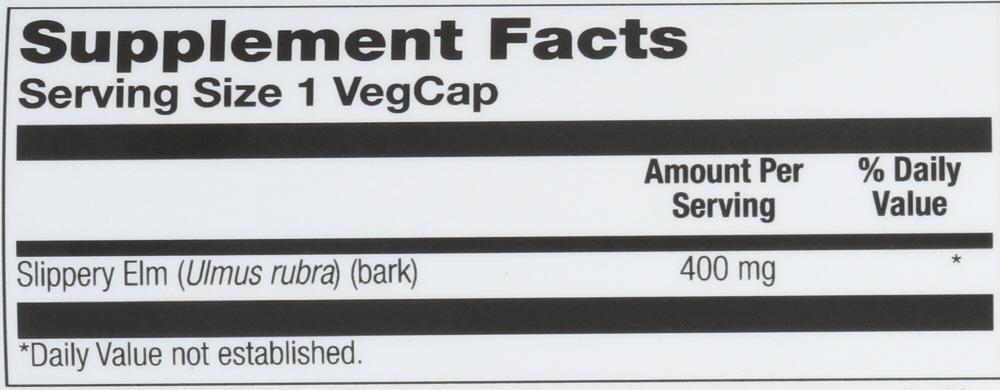 Supplement Facts
Serving Size 1 VegCap
Amount Per Serving
% Daily Value
Slippery Elm (Ulmus rubra) (bark) 400 mg *
*Daily Value not established.